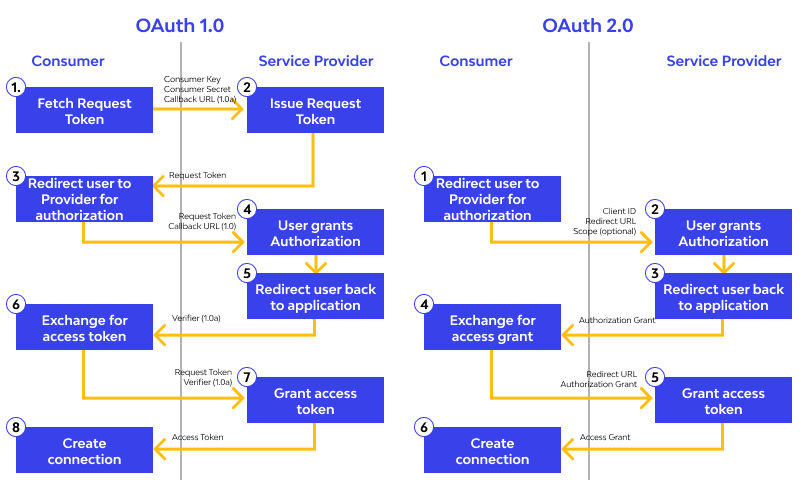 OAuth 1.0
Consumer
Service Provider
1.
Fetch Request
Token
Consumer Key
Consumer Secret
Callback URL (1.0a)
2
Issue Request
Token
Request Token
3
Redirect user to
Provider for
authorization
Request Token
Callback URL (1.0)
4
User grants
Authorization
5
Redirect user back
to application
Verifier (1.0a)
6
Exchange for
access token
Request Token
Verifier (1.0a)
7
Grant access
token
Access Token
8
Create
connection
OAuth 2.0
Consumer
Service Provider
1
Redirect user to
Provider for
authorization
Client ID
Redirect URL
Scope (optional)
2
User grants
Authorization
3
Redirect user back
to application
Authorization Grant
4
Exchange for
access grant
Redirect URL
Authorization Grant
5
Grant access
token
Access Grant
6
Create
connection